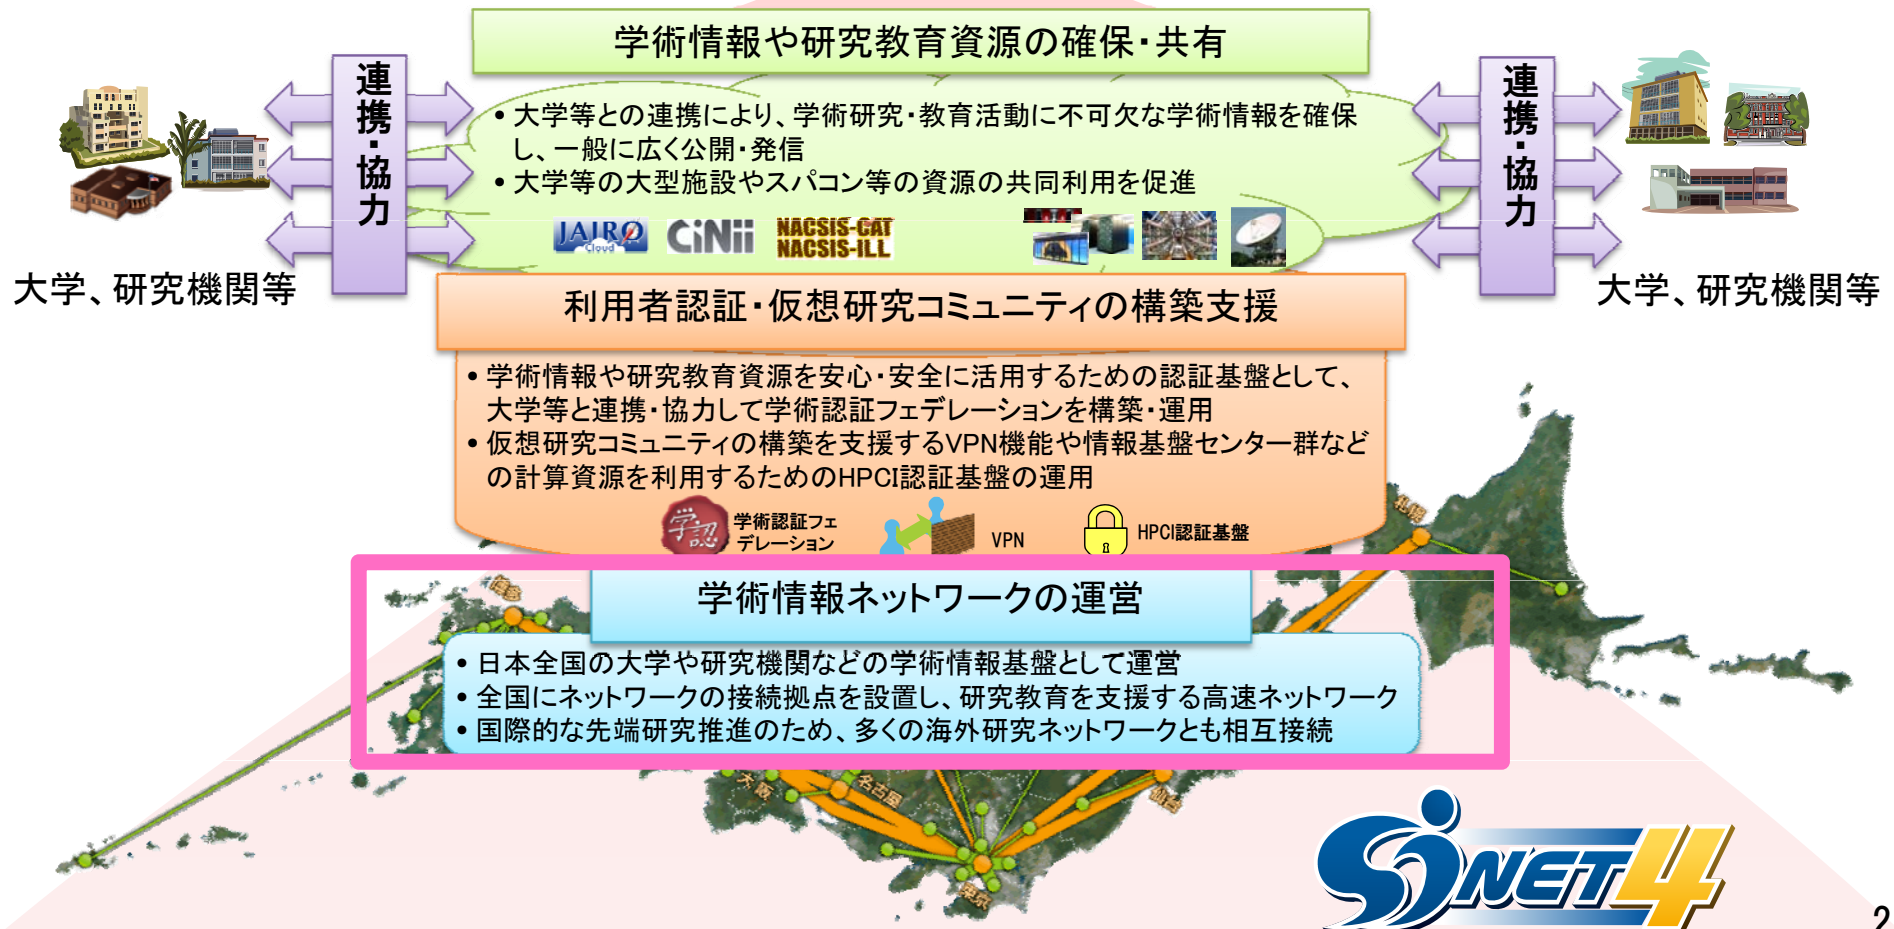 学術情報や研究教育資源の確保・共有
連携・協力
連携・協力
• 大学等との連携により、学術研究・教育活動に不可欠な学術情報を確保
し、一般に広く公開・発信
• 大学等の大型施設やスパコン等の資源の共同利用を促進
JAIRO
Cloud
CiNii
NACSIS-CAT
NACSIS-ILL
大学、研究機関等
大学、研究機関等
利用者認証・仮想研究コミュニティの構築支援
• 学術情報や研究教育資源を安心・安全に活用するための認証基盤として、
大学等と連携・協力して学術認証フェデレーションを構築・運用
• 仮想研究コミュニティの構築を支援するVPN機能や情報基盤センター群など
の計算資源を利用するためのHPCI認証基盤の運用
学認
学術認証フェ
デレーション
VPN
HPCI認証基盤
札幌
学術情報ネットワークの運営
• 日本全国の大学や研究機関などの学術情報基盤として運営
• 全国にネットワークの接続拠点を設置し、研究教育を支援する高速ネットワーク
• 国際的な先端研究推進のため、多くの海外研究ネットワークとも相互接続
大阪
名古屋
仙台
東京
SINET4
2